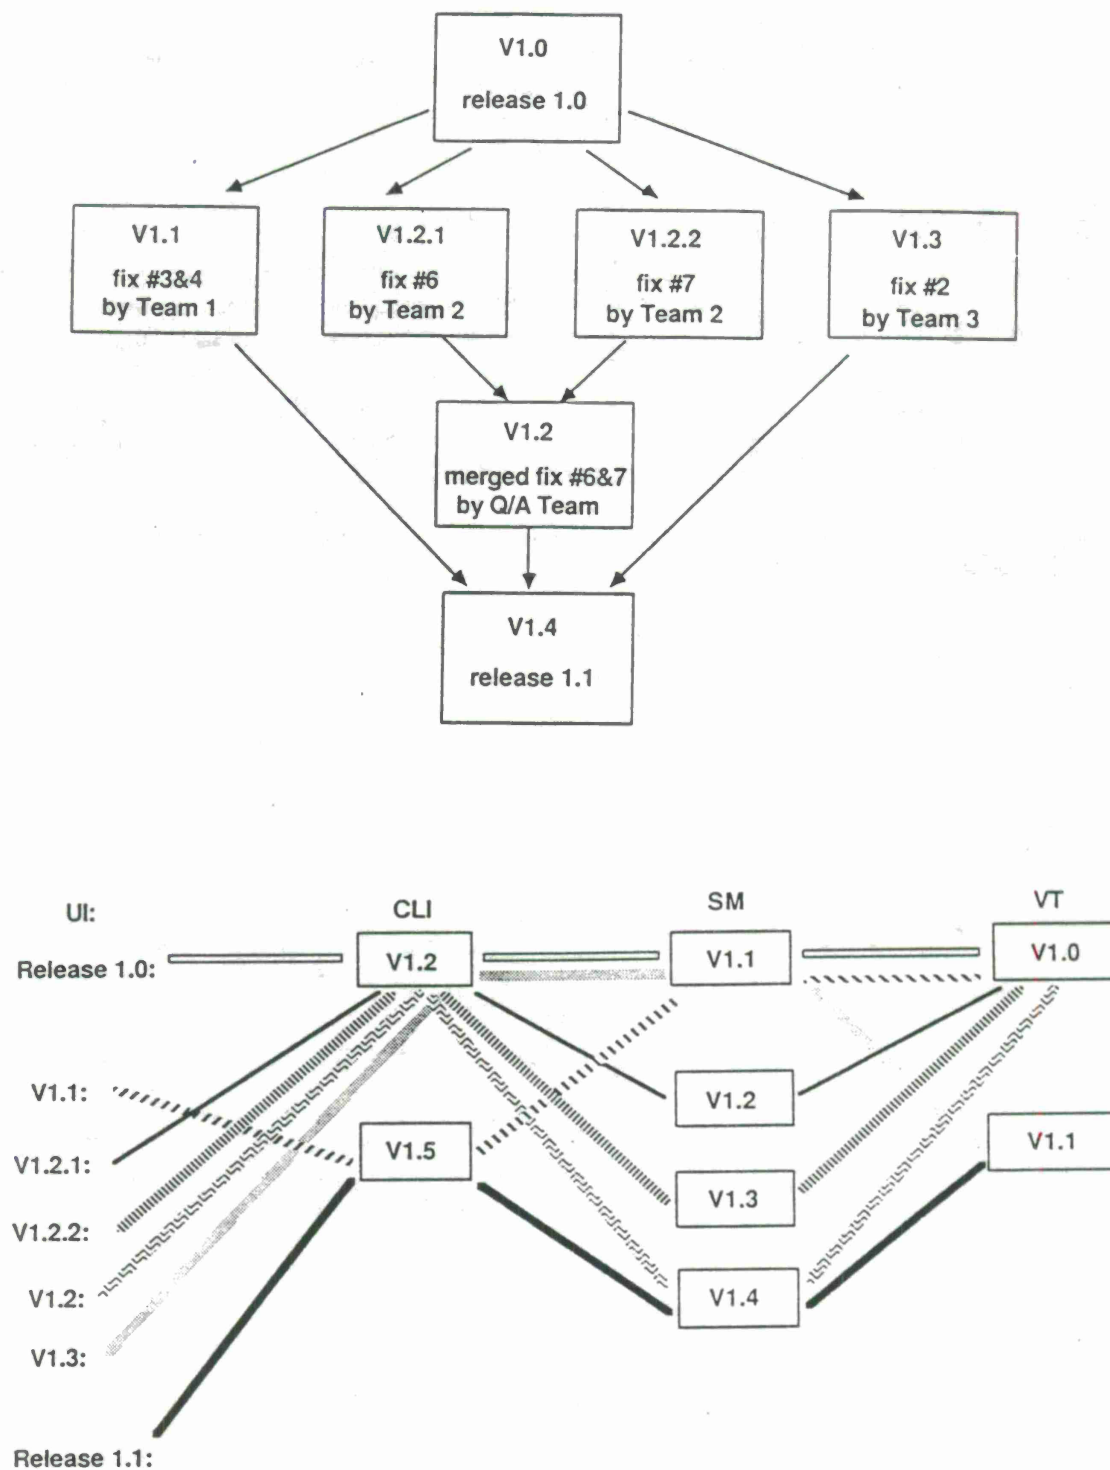 V1.0
release 1.0
V1.1
fix #3&4
by Team 1
V1.2.1
fix #6
by Team 2
V1.2.2
fix #7
by Team 2
V1.3
fix #2
by Team 3
V1.2
merged fix #6&7
by Q/A Team
V1.4
release 1.1
UI:
CLI
SM
VT
Release 1.0:
V1.2
V1.1
V1.0
V1.1:
V1.2
V1.2.1:
V1.5
V1.1
V1.2.2:
V1.3
V1.2:
V1.4
V1.3:
Release 1.1: